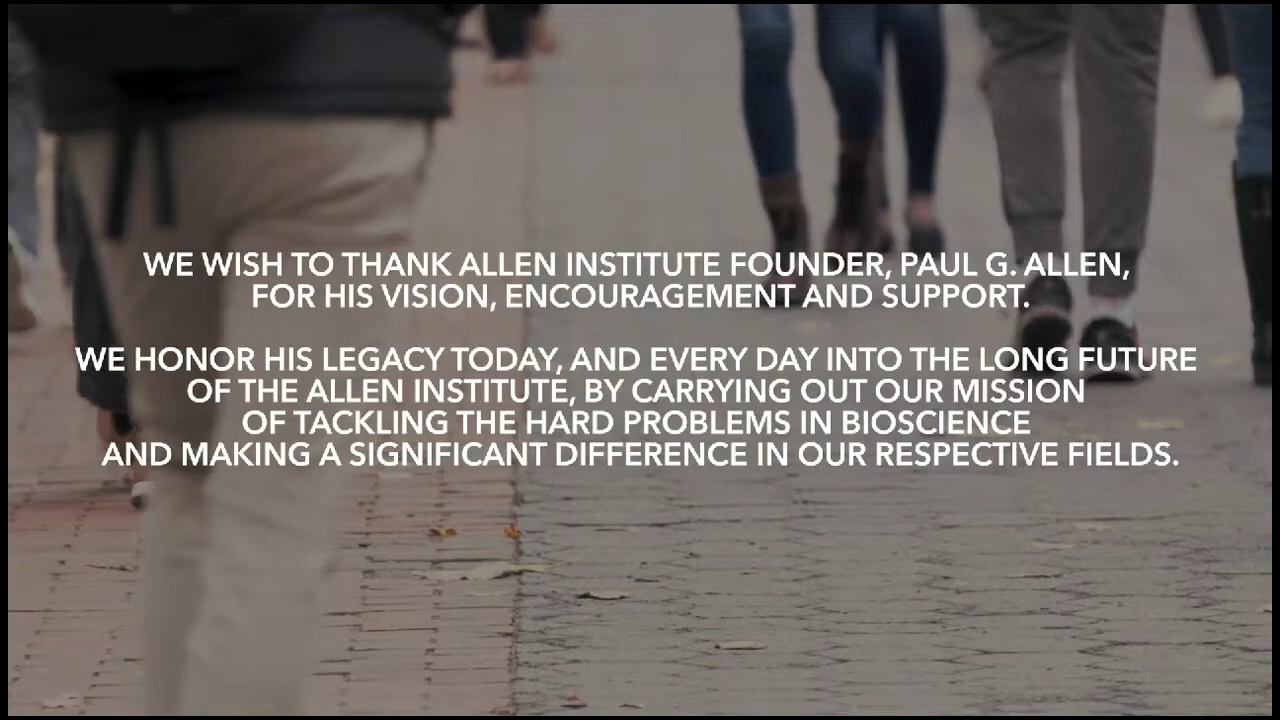 WE WISH TO THANK ALLEN INSTITUTE FOUNDER, PAUL G. ALLEN,
FOR HIS VISION, ENCOURAGEMENT AND SUPPORT.
WE HONOR HIS LEGACY TODAY, AND EVERY DAY INTO THE LONG FUTURE
OF THE ALLEN INSTITUTE, BY CARRYING OUT OUR MISSION
OF TACKLING THE HARD PROBLEMS IN BIOSCIENCE
AND MAKING A SIGNIFICANT DIFFERENCE IN OUR RESPECTIVE FIELDS.